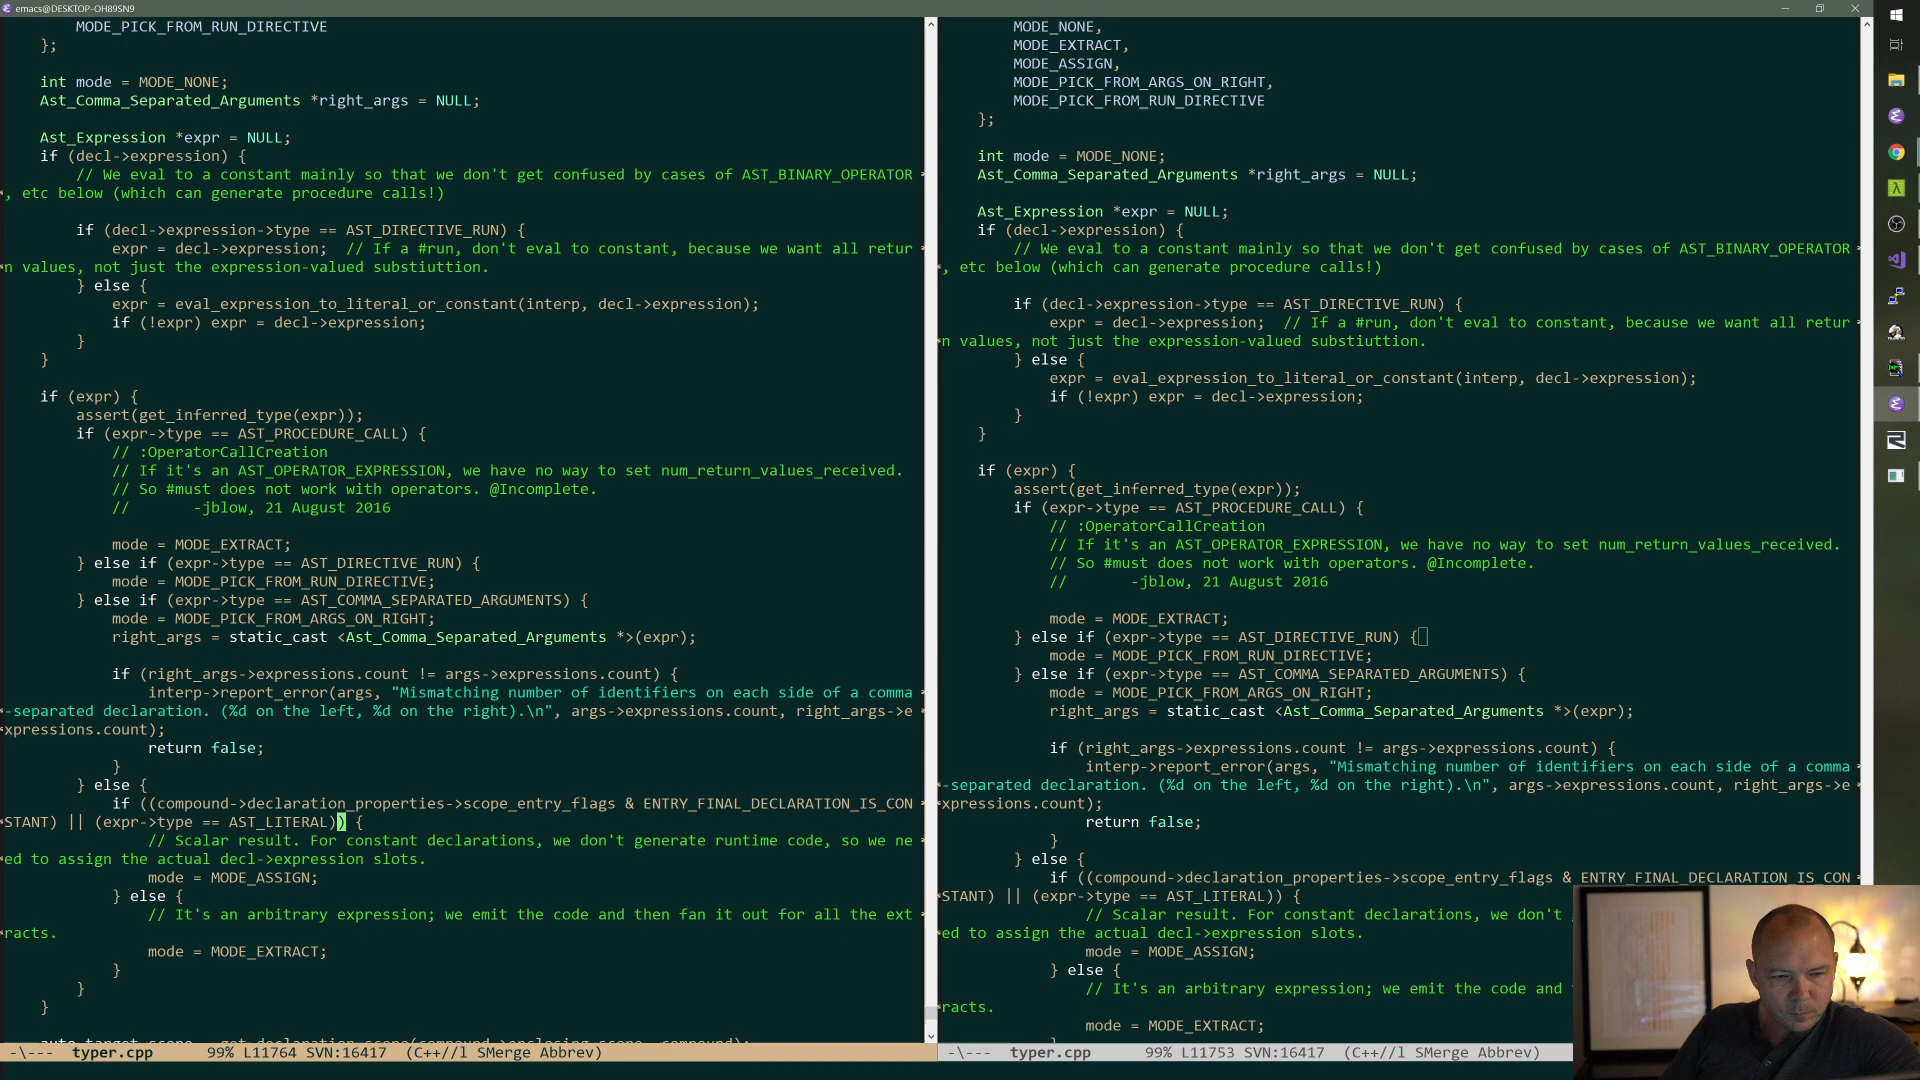 emacs@DESKTOP-OH89SN9
MODE_PICK_FROM_RUN_DIRECTIVE
};
int mode = MODE_NONE;
Ast_Comma_Separated_Arguments *right_args = NULL;
Ast_Expression *expr = NULL;
if (decl->expression) {
// We eval to a constant mainly so that we don't get confused by cases of AST_BINARY_OPERATOR
, etc below (which can generate procedure calls!)
if (decl->expression->type == AST_DIRECTIVE_RUN) {
expr = decl->expression;  // If a #run, don't eval to constant, because we want all retur
n values, not just the expression-valued substiuttion.
} else {
expr = eval_expression_to_literal_or_constant(interp, decl->expression);
if (!expr) expr = decl->expression;
}
}
if (expr) {
assert(get_inferred_type(expr));
if (expr->type == AST_PROCEDURE_CALL) {
// :OperatorCallCreation
// If it's an AST_OPERATOR_EXPRESSION, we have no way to set num_return_values_received.
// So #must does not work with operators. @Incomplete.
//       -jblow, 21 August 2016
mode = MODE_EXTRACT;
} else if (expr->type == AST_DIRECTIVE_RUN) {
mode = MODE_PICK_FROM_RUN_DIRECTIVE;
} else if (expr->type == AST_COMMA_SEPARATED_ARGUMENTS) {
mode = MODE_PICK_FROM_ARGS_ON_RIGHT;
right_args = static_cast <Ast_Comma_Separated_Arguments *>(expr);
if (right_args->expressions.count != args->expressions.count) {
interp->report_error(args, "Mismatching number of identifiers on each side of a comma
-separated declaration. (%d on the left, %d on the right).\n", args->expressions.count, right_args->e
xpressions.count);
return false;
}
} else {
if ((compound->declaration_properties->scope_entry_flags & ENTRY_FINAL_DECLARATION_IS_CON
STANT) || (expr->type == AST_LITERAL)) {
// Scalar result. For constant declarations, we don't generate runtime code, so we ne
ed to assign the actual decl->expression slots.
mode = MODE_ASSIGN;
} else {
// It's an arbitrary expression; we emit the code and then fan it out for all the ext
racts.
mode = MODE_EXTRACT;
}
}
}
-\---  typer.cpp      99% L11764 SVN:16417  (C++//l SMerge Abbrev)
MODE_NONE,
MODE_EXTRACT,
MODE_ASSIGN,
MODE_PICK_FROM_ARGS_ON_RIGHT,
MODE_PICK_FROM_RUN_DIRECTIVE
};
int mode = MODE_NONE;
Ast_Comma_Separated_Arguments *right_args = NULL;
Ast_Expression *expr = NULL;
if (decl->expression) {
// We eval to a constant mainly so that we don't get confused by cases of AST_BINARY_OPERATOR
, etc below (which can generate procedure calls!)
if (decl->expression->type == AST_DIRECTIVE_RUN) {
expr = decl->expression;  // If a #run, don't eval to constant, because we want all retur
n values, not just the expression-valued substiuttion.
} else {
expr = eval_expression_to_literal_or_constant(interp, decl->expression);
if (!expr) expr = decl->expression;
}
}
if (expr) {
assert(get_inferred_type(expr));
if (expr->type == AST_PROCEDURE_CALL) {
// :OperatorCallCreation
// If it's an AST_OPERATOR_EXPRESSION, we have no way to set num_return_values_received.
// So #must does not work with operators. @Incomplete.
//       -jblow, 21 August 2016
mode = MODE_EXTRACT;
} else if (expr->type == AST_DIRECTIVE_RUN) {
mode = MODE_PICK_FROM_RUN_DIRECTIVE;
} else if (expr->type == AST_COMMA_SEPARATED_ARGUMENTS) {
mode = MODE_PICK_FROM_ARGS_ON_RIGHT;
right_args = static_cast <Ast_Comma_Separated_Arguments *>(expr);
if (right_args->expressions.count != args->expressions.count) {
interp->report_error(args, "Mismatching number of identifiers on each side of a comma
-separated declaration. (%d on the left, %d on the right).\n", args->expressions.count, right_args->e
xpressions.count);
return false;
}
} else {
if ((compound->declaration_properties->scope_entry_flags & ENTRY_FINAL_DECLARATION_IS_CON
STANT) || (expr->type == AST_LITERAL)) {
// Scalar result. For constant declarations, we don't
ed to assign the actual decl->expression slots.
mode = MODE_ASSIGN;
} else {
// It's an arbitrary expression; we emit the code and
racts.
mode = MODE_EXTRACT;
-\---  typer.cpp      99% L11753 SVN:16417  (C++//l SMerge Abbrev)